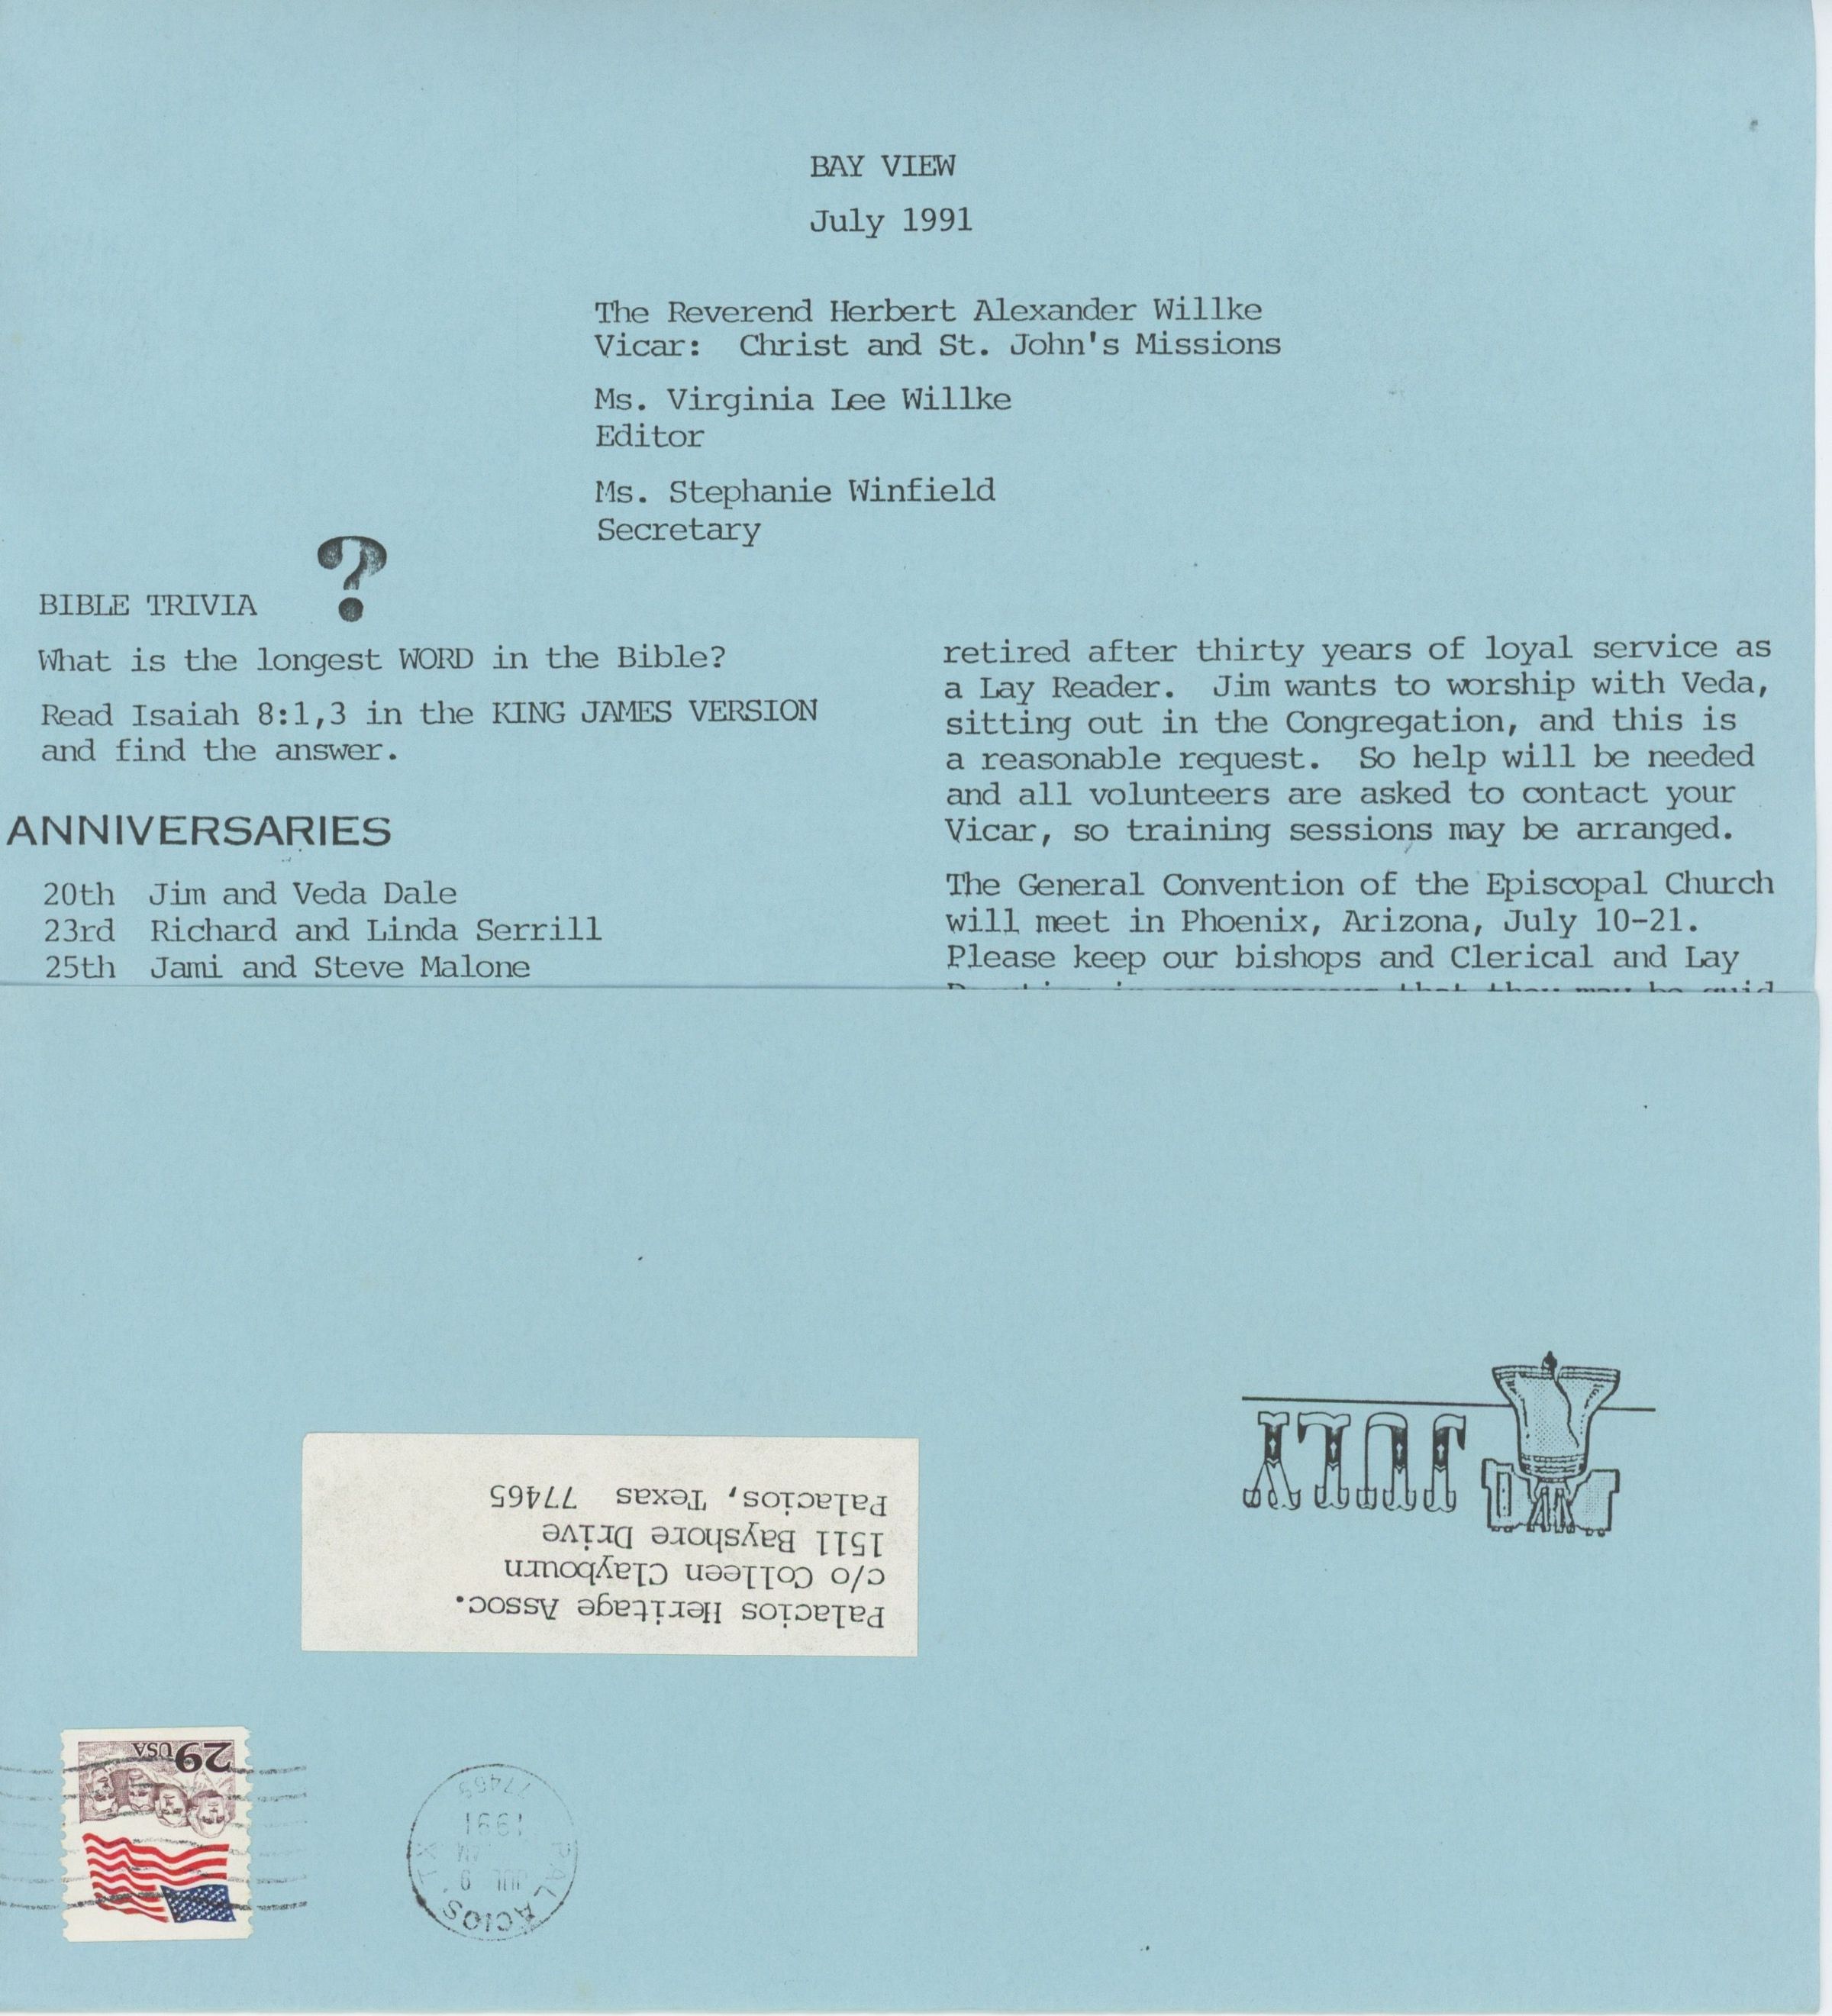 BAY VIEW
July 1991
The Reverend Herbert Alexander Willke
Vicar:  Christ and St. John's Missions
Ms. Virginia Lee Willke
Editor
Ms. Stephanie Winfield
Secretary
BIBLE TRIVIA ?
What is the longest WORD in the Bible?
Read Isaiah 8:1,3 in the KING JAMES VERSION
and find the answer.
ANNIVERSARIES
20th  Jim and Veda Dale
23rd  Richard and Linda Serrill
25th  Jami and Steve Malone
retired after thirty years of loyal service as
a Lay Reader.  Jim wants to worship with Veda,
sitting out in the Congregation, and this is
a reasonable request.  So help will be needed
and all volunteers are asked to contact your
Vicar, so training sessions may be arranged.
The General Convention of the Episcopal Church
will meet in Phoenix, Arizona, July 10-21.
Please keep our bishops and Clerical and Lay
that they may be guid
JULY
Palacios Heritage Assoc.
c/o Colleen Claybourn
1511 Bayshore Drive
Palacios, Texas  77465
29 USA
PALACIOS TX
JUL 9
AM
1991
77465